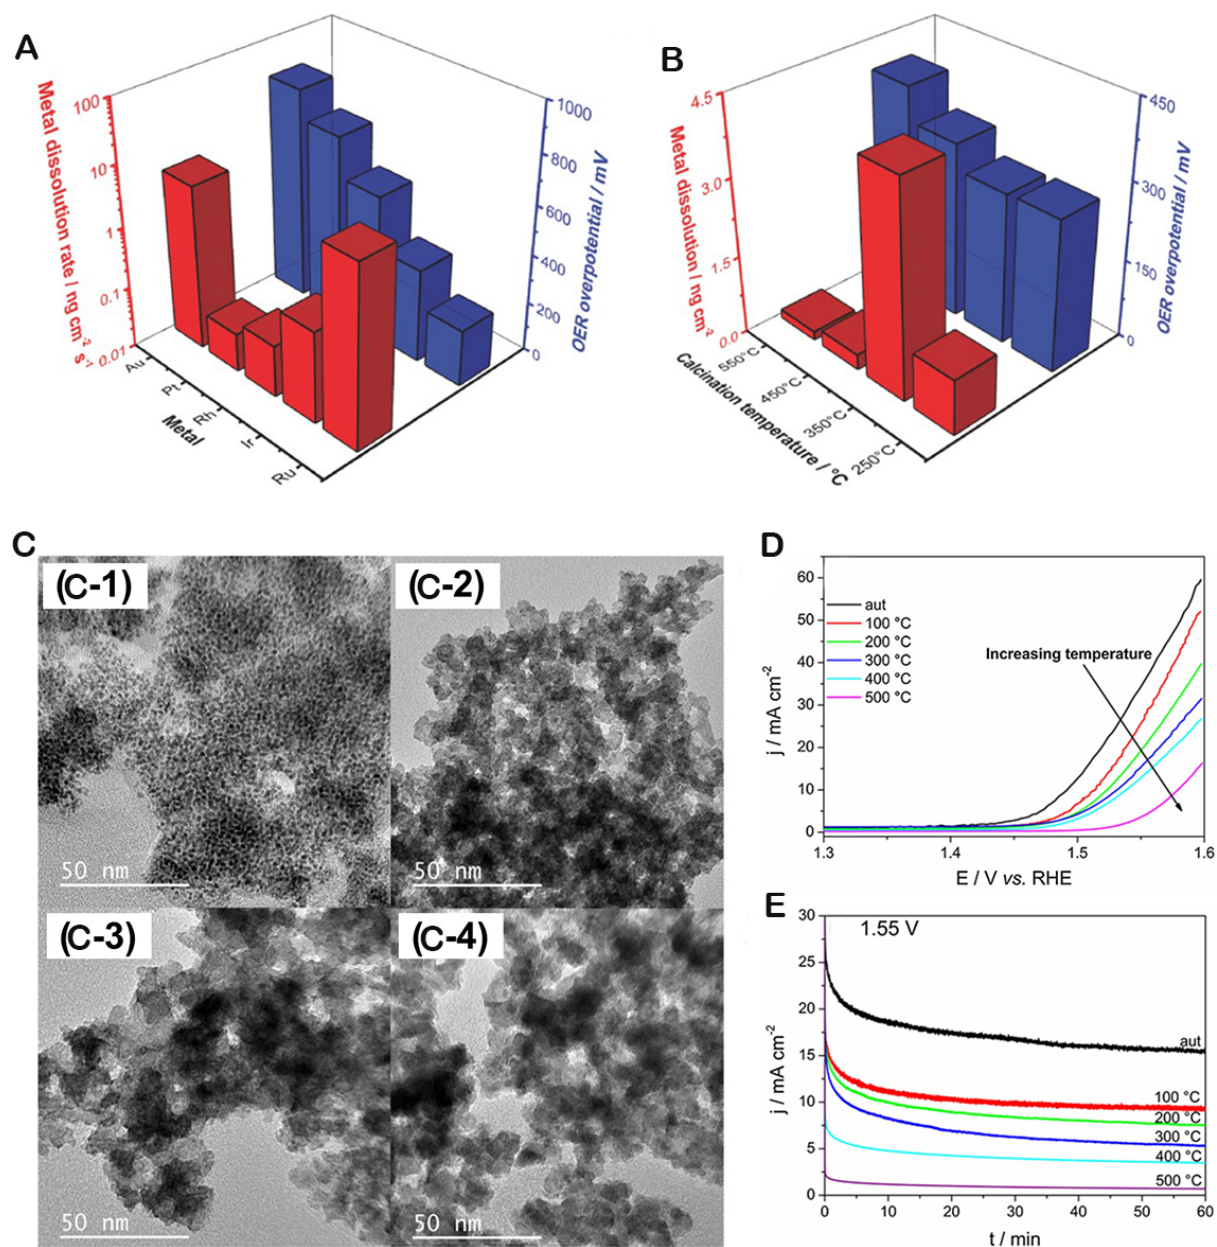 A
Metal dissolution rate / ng cm⁻² s⁻¹
100
10
1
0.1
0.01
Au
Pt
Rh
Ir
Ru
Metal
1000
800
600
400
200
0
OER overpotential / mV
B
Metal dissolution / ng cm⁻²
4.5
3.0
1.5
0.0
550°C
450°C
350°C
250°C
Calcination temperature / °C
450
300
150
0
OER overpotential / mV
C
(C-1)
50 nm
(C-2)
50 nm
(C-3)
50 nm
(C-4)
50 nm
D
j / mA cm⁻²
60
50
40
30
20
10
0
aut
100 °C
200 °C
300 °C
400 °C
500 °C
Increasing temperature
1.3
1.4
1.5
1.6
E / V vs. RHE
E
1.55 V
j / mA cm⁻²
30
25
20
15
10
5
0
aut
100 °C
200 °C
300 °C
400 °C
500 °C
0
10
20
30
40
50
60
t / min